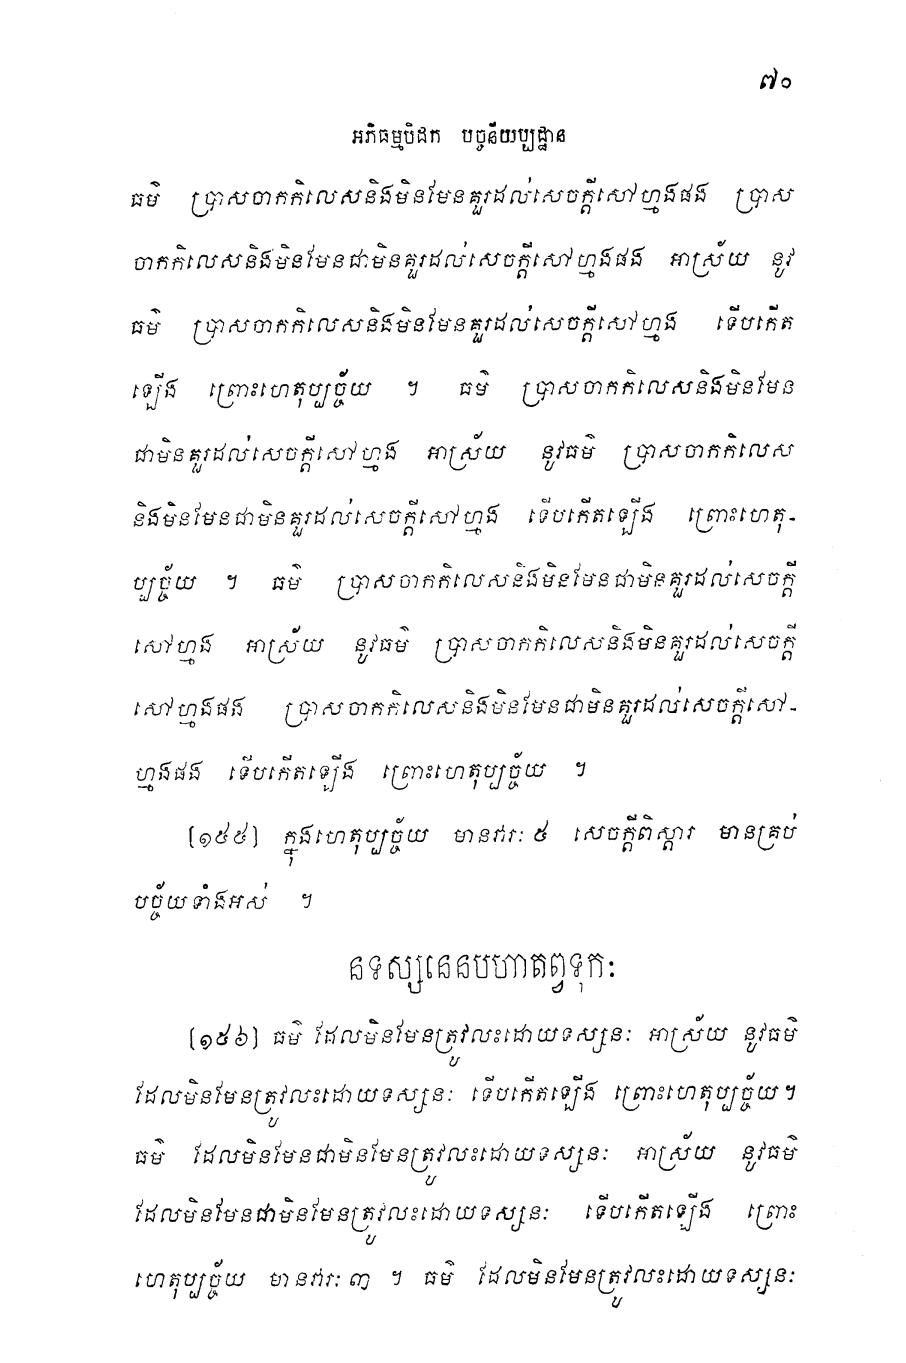 ៧០
អភិធម្មបិដក បច្ចនីយប្បដ្ឋាន
ធម៌ ប្រាសចាកកិលេសនិងមិនមែនគួរដល់សេចក្តីសៅហ្មងផង ប្រាស
ចាកកិលេសនិងមិនមែនជាមិនគួរដល់សេចក្តីសៅហ្មងផង អាស្រ័យ នូវ
ធម៌ ប្រាសចាកកិលេសនិងមិនមែនគួរដល់សេចក្តីសៅហ្មង ទើបកើត
ឡើង ព្រោះហេតុប្បច្ច័យ ។ ធម៌ ប្រាសចាកកិលេសនិងមិនមែន
ជាមិនគួរដល់សេចក្តីសៅហ្មង អាស្រ័យ នូវធម៌ ប្រាសចាកកិលេស
និងមិនមែនជាមិនគួរដល់សេចក្តីសៅហ្មង ទើបកើតឡើង ព្រោះហេតុ-
ប្បច្ច័យ ។ ធម៌ ប្រាសចាកកិលេសនិងមិនមែនជាមិនគួរដល់សេចក្តី
សៅហ្មង អាស្រ័យ នូវធម៌ ប្រាសចាកកិលេសនិងមិនគួរដល់សេចក្តី
សៅហ្មងផង ប្រាសចាកកិលេសនិងមិនមែនជាមិនគួរដល់សេចក្តីសៅ-
ហ្មងផង ទើបកើតឡើង ព្រោះហេតុប្បច្ច័យ ។
[១៥៥] ក្នុងហេតុប្បច្ច័យ មានវារៈ ៥ សេចក្តីពិស្តារ មានគ្រប់
បច្ច័យទាំងអស់ ។
នទស្សនេនបហាតព្វទុកៈ
[១៥៦] ធម៌ ដែលមិនមែនត្រូវលះដោយទស្សនៈ អាស្រ័យ នូវធម៌
ដែលមិនមែនត្រូវលះដោយទស្សនៈ ទើបកើតឡើង ព្រោះហេតុប្បច្ច័យ ។
ធម៌ ដែលមិនមែនជាមិនមែនត្រូវលះដោយទស្សនៈ អាស្រ័យ នូវធម៌
ដែលមិនមែនជាមិនមែនត្រូវលះដោយទស្សនៈ ទើបកើតឡើង ព្រោះ
ហេតុប្បច្ច័យ មានវារៈ ៣ ។ ធម៌ ដែលមិនមែនត្រូវលះដោយទស្សនៈ